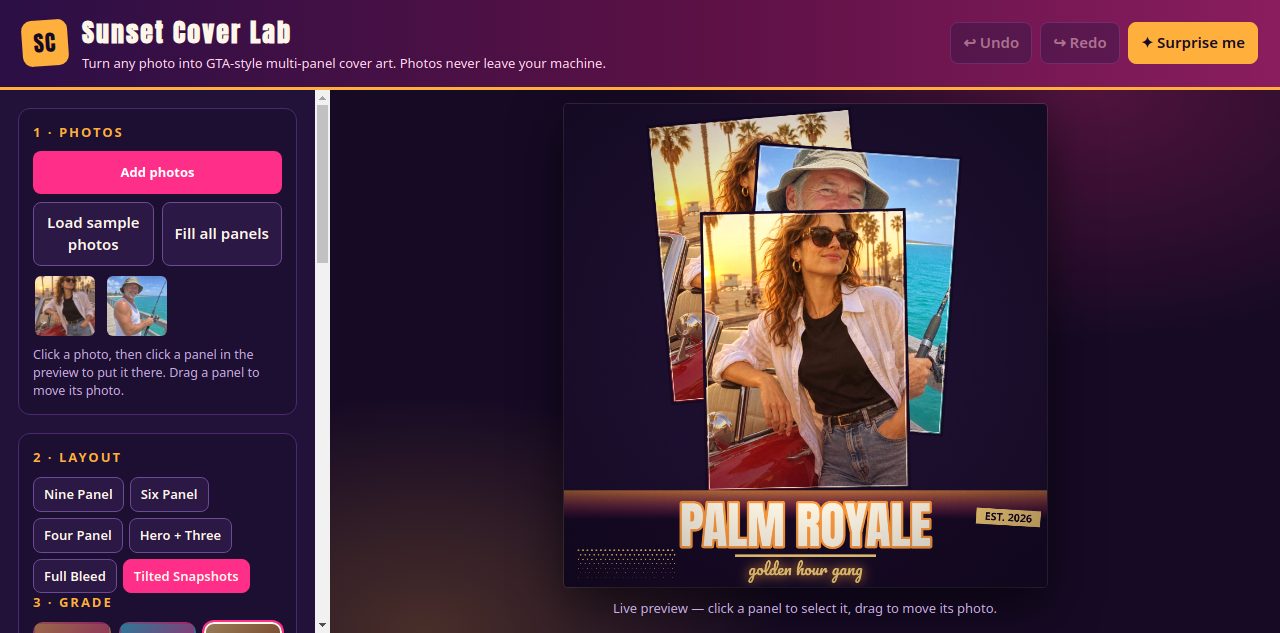 SC
Sunset Cover Lab
Turn any photo into GTA-style multi-panel cover art. Photos never leave your machine.
↩ Undo
↪ Redo
✦ Surprise me
1 · PHOTOS
Add photos
Load sample
photos
Fill all panels
Click a photo, then click a panel in the
preview to put it there. Drag a panel to
move its photo.
2 · LAYOUT
Nine Panel
Six Panel
Four Panel
Hero + Three
Full Bleed
Tilted Snapshots
3 · GRADE
PALM ROYALE
EST. 2026
golden hour gang
Live preview — click a panel to select it, drag to move its photo.